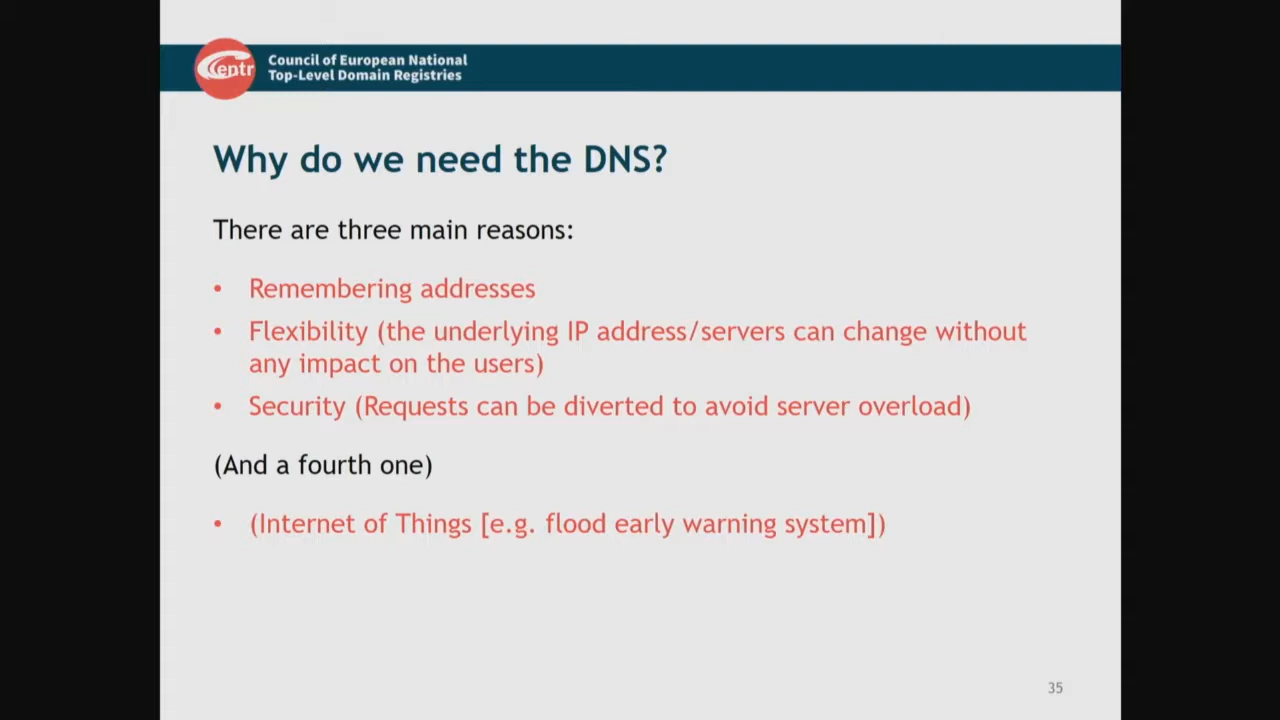 Centr
Council of European National
Top-Level Domain Registries
Why do we need the DNS?
There are three main reasons:
• Remembering addresses
• Flexibility (the underlying IP address/servers can change without
any impact on the users)
• Security (Requests can be diverted to avoid server overload)
(And a fourth one)
• (Internet of Things [e.g. flood early warning system])
35